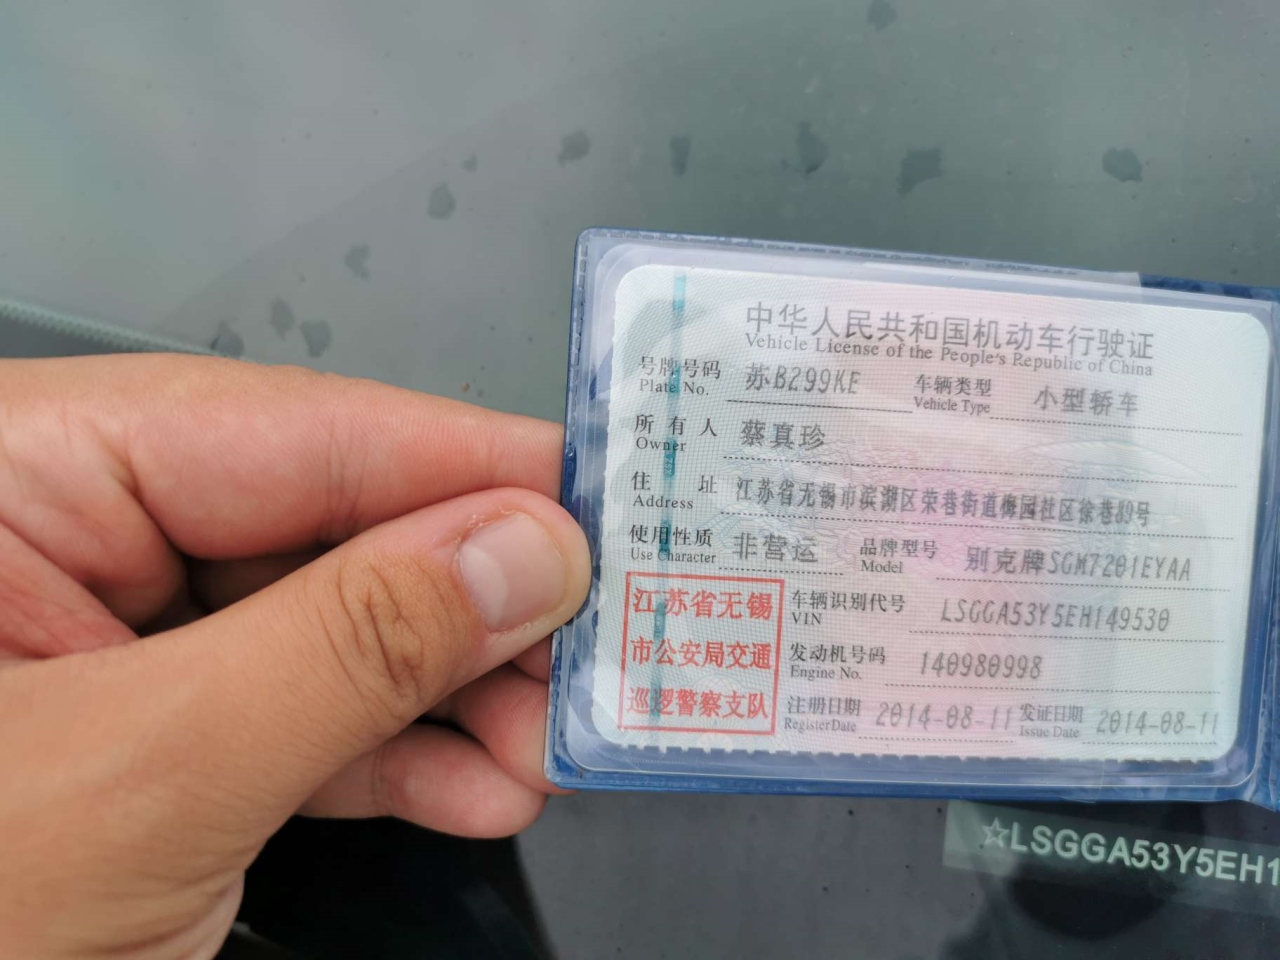 中华人民共和国机动车行驶证
Vehicle License of the People's Republic of China
号牌号码 苏B299KE 车辆类型 小型轿车
Plate No. Vehicle Type
所有人 蔡真珍
Owner
住址 江苏省无锡市滨湖区荣巷街道梅园社区徐巷89号
Address
使用性质 非营运 品牌型号 别克牌SGM7201EYAA
Use Character Model
江苏省无锡
市公安局交通
巡逻警察支队
车辆识别代号 LSGGA53Y5EH149530
VIN
发动机号码 140980998
Engine No.
注册日期 2014-08-11 发证日期 2014-08-11
Register Date Issue Date
☆LSGGA53Y5EH1